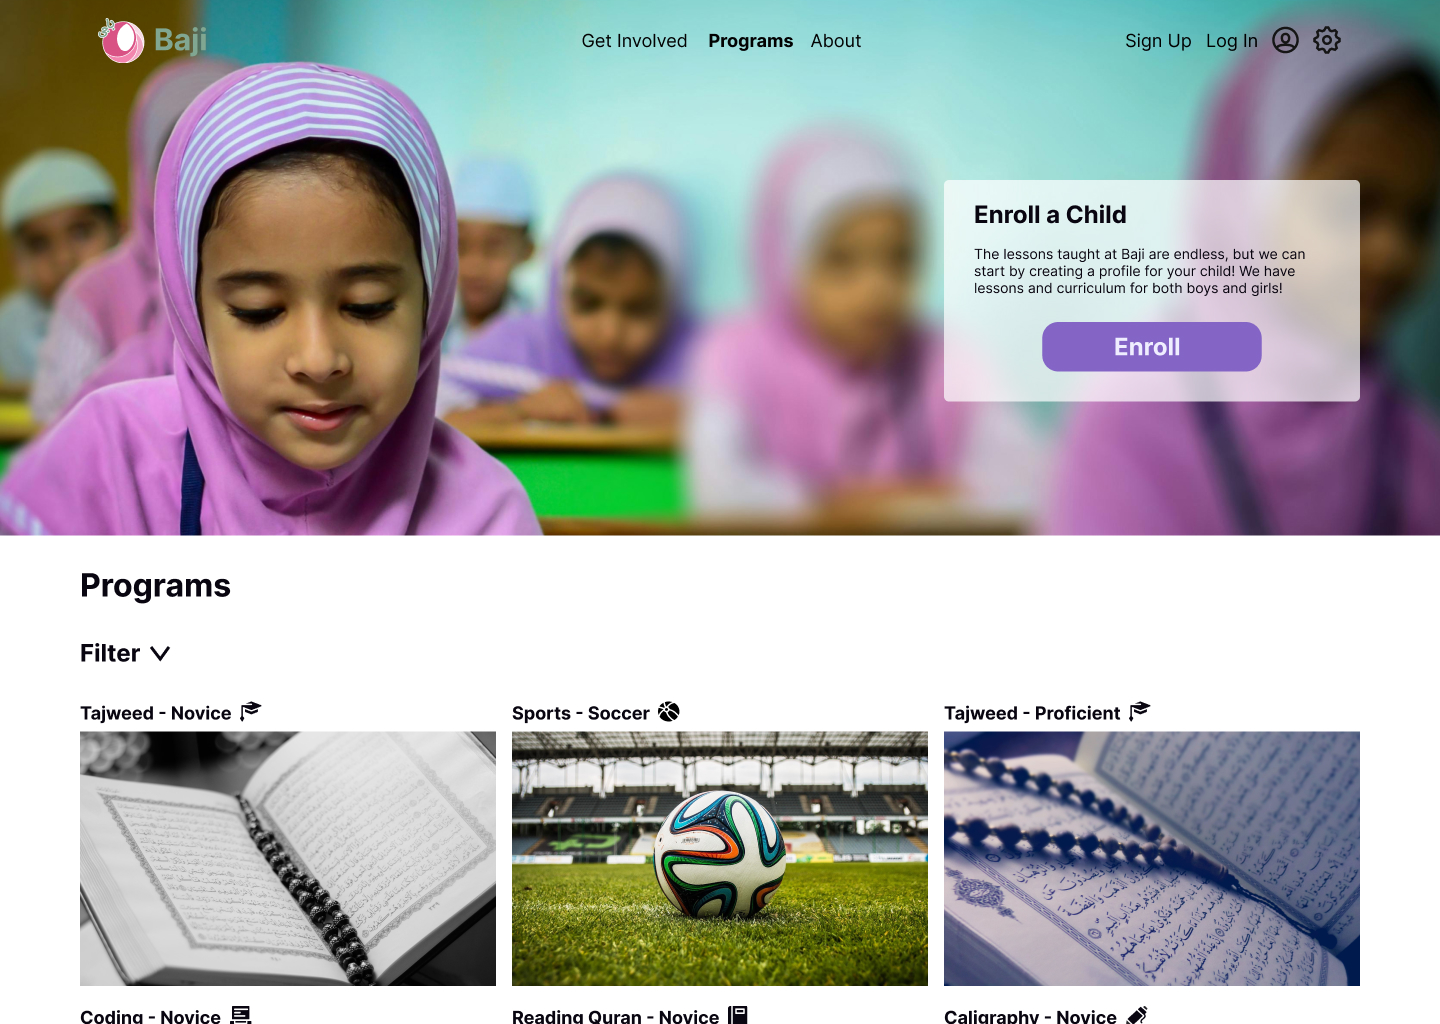 Baji
Get Involved Programs About
Sign Up Log In
Enroll a Child
The lessons taught at Baji are endless, but we can
start by creating a profile for your child! We have
lessons and curriculum for both boys and girls!
Enroll
Programs
Filter
Tajweed - Novice
Sports - Soccer
Tajweed - Proficient
Coding - Novice
Reading Quran - Novice
Caligraphy - Novice